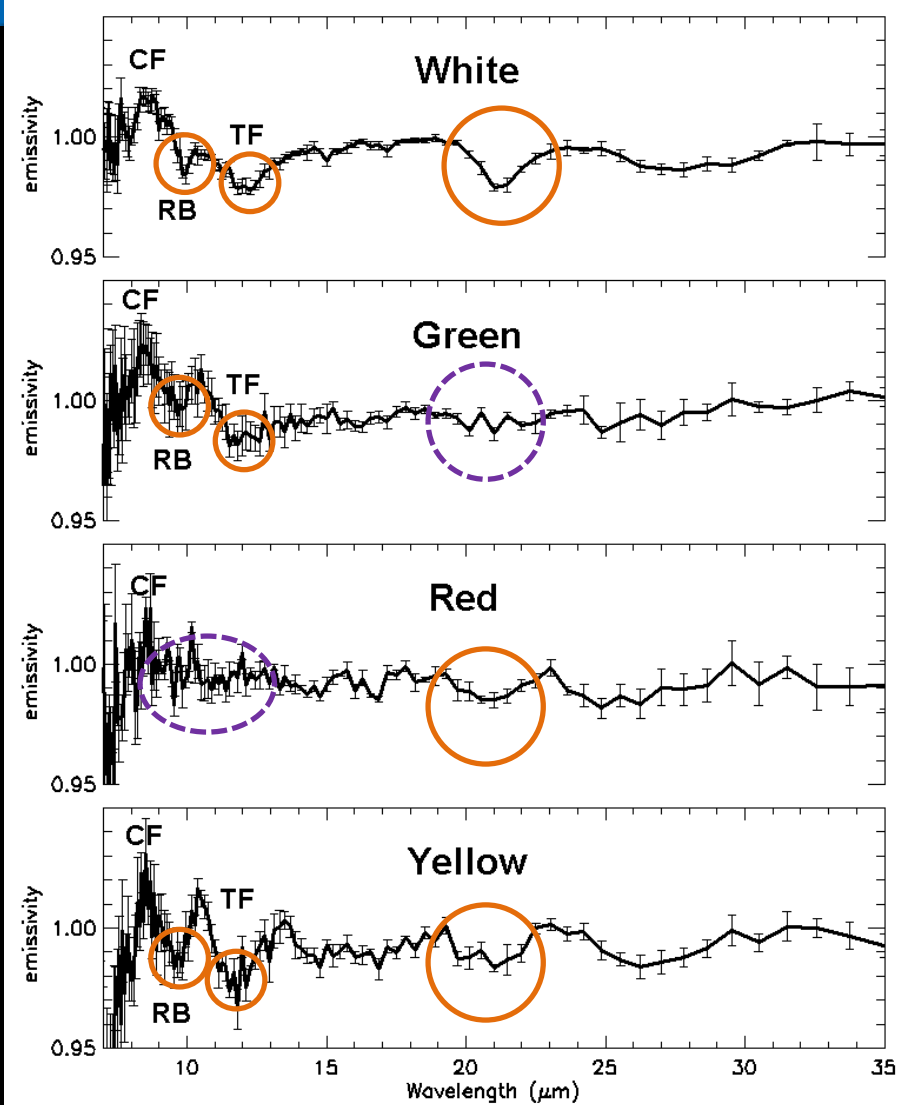 CF
White
1.00
TF
RB
emissivity
0.95
CF
Green
1.00
TF
RB
emissivity
0.95
CF
Red
1.00
emissivity
0.95
CF
Yellow
TF
1.00
RB
emissivity
0.95
10 15 20 25 30 35
Wavelength (μm)